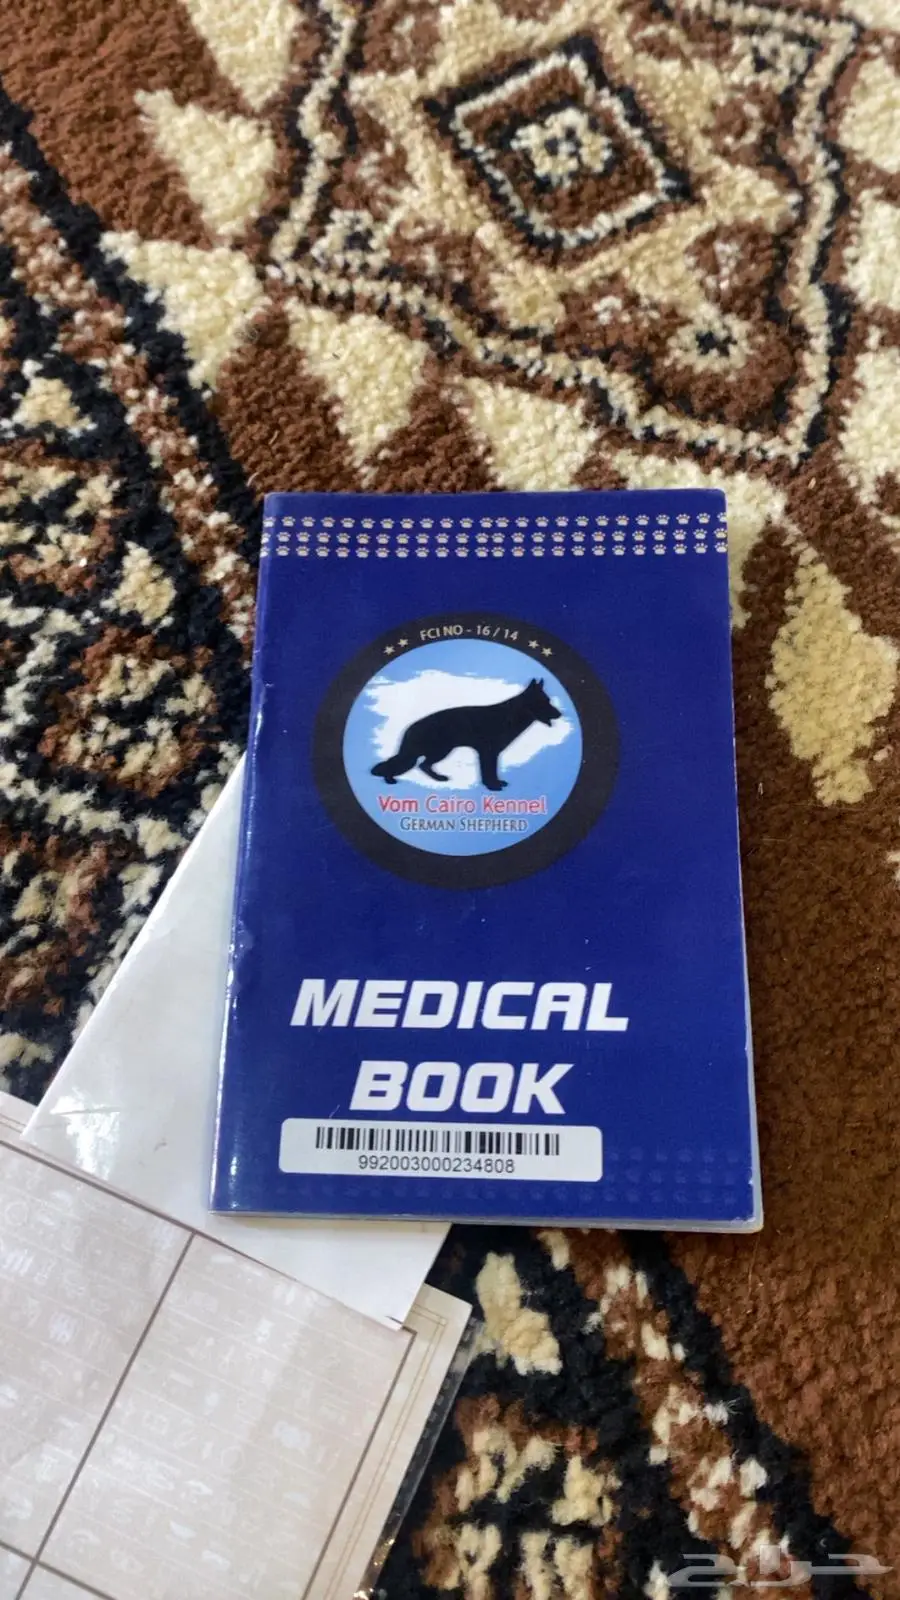 FCI NO - 16 / 14
Vom Cairo Kennel
GERMAN SHEPHERD
MEDICAL
BOOK
992003000234808
حراج